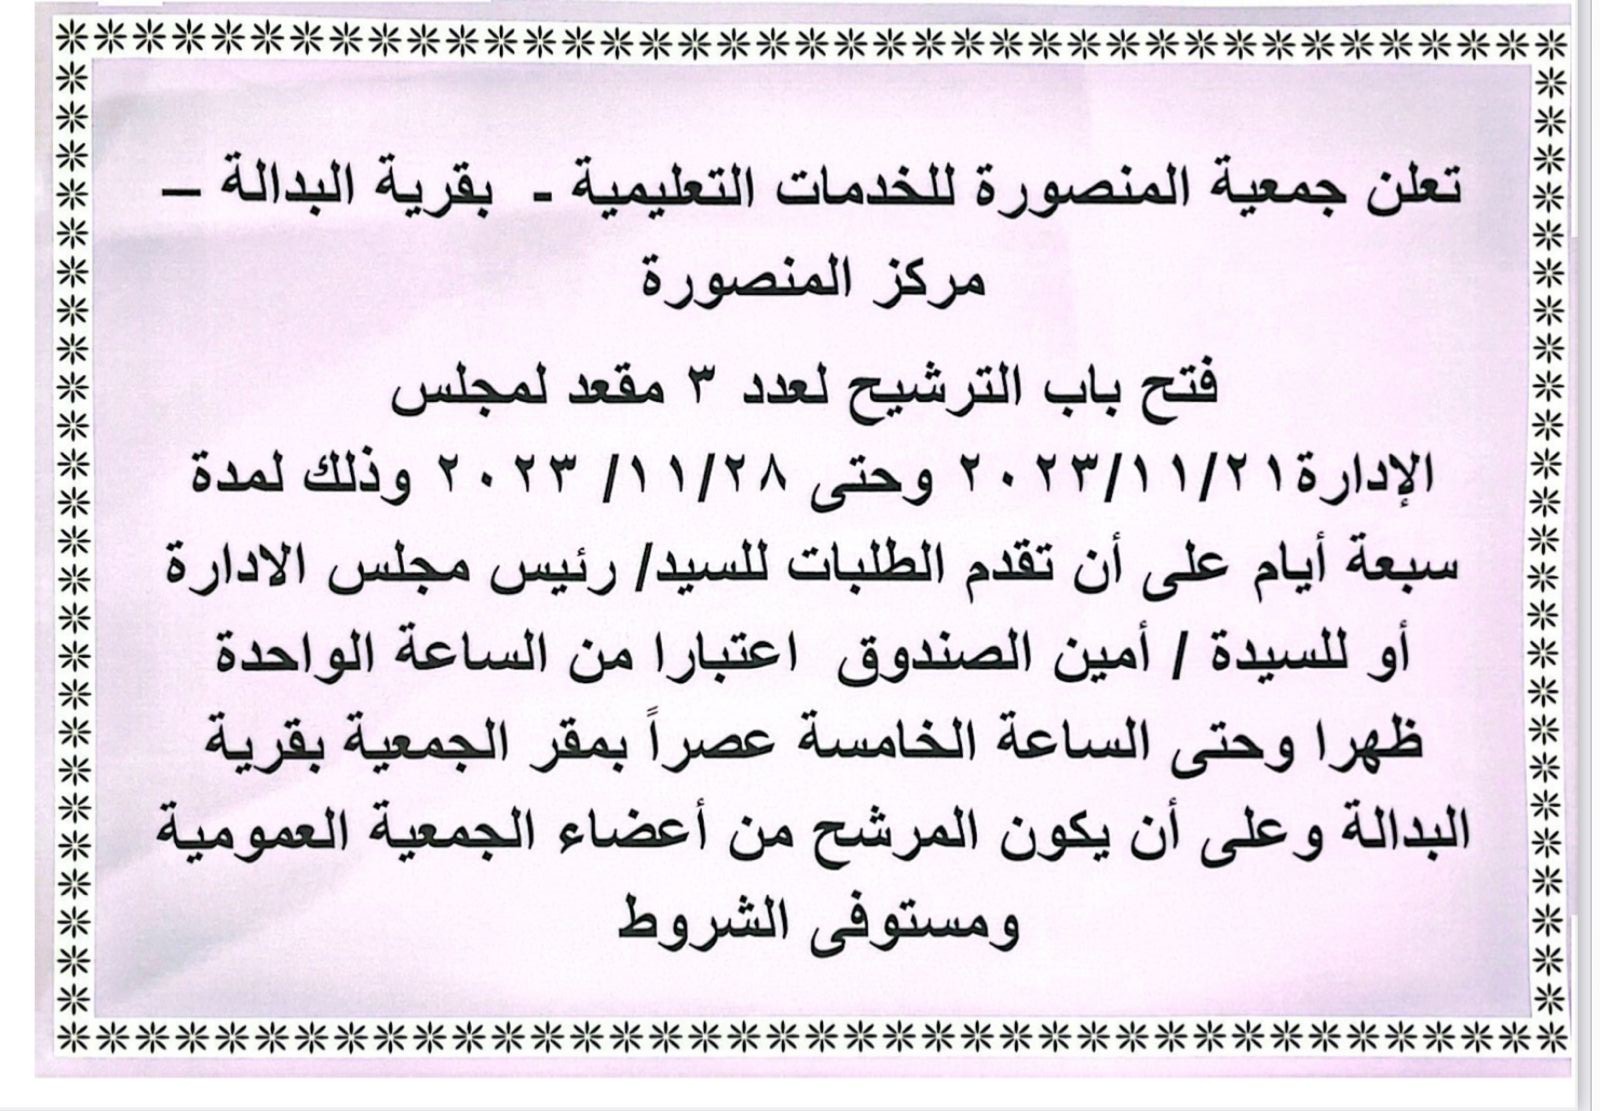 تعلن جمعية المنصورة للخدمات التعليمية - بقرية البدالة –
مركز المنصورة
فتح باب الترشيح لعدد ٣ مقعد لمجلس
الإدارة٢٠٢٣/١١/٢١ وحتى ٢٠٢٣ /١١/٢٨ وذلك لمدة
سبعة أيام على أن تقدم الطلبات للسيد/ رئيس مجلس الادارة
أو للسيدة / أمين الصندوق اعتبارا من الساعة الواحدة
ظهرا وحتى الساعة الخامسة عصراً بمقر الجمعية بقرية
البدالة وعلى أن يكون المرشح من أعضاء الجمعية العمومية
ومستوفى الشروط